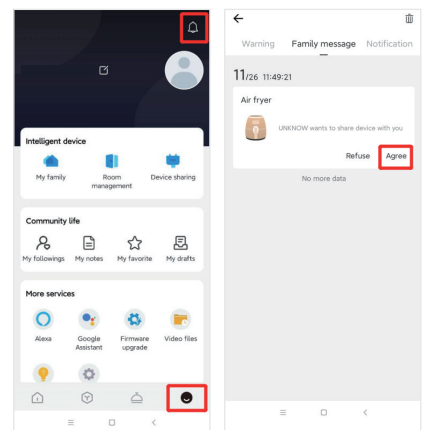 Intelligent device
My family
Room management
Device sharing
Community life
My followings
My notes
My favorite
My drafts
More services
Alexa
Google Assistant
Firmware upgrade
Video files
Warning
Family message
Notification
11/26 11:49:21
Air fryer
UNKNOW wants to share device with you
Refuse
Agree
No more data